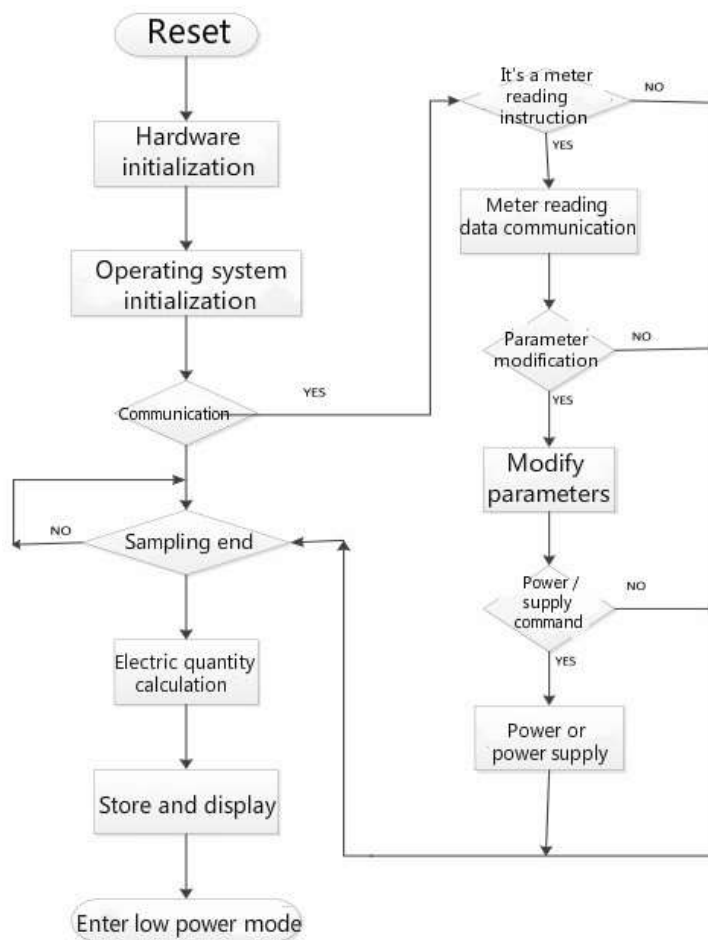 Reset
Hardware
initialization
Operating system
initialization
YES
Communication
NO
Sampling end
Electric quantity
calculation
Store and display
Enter low power mode
It's a meter
reading
instruction
NO
YES
Meter reading
data communication
Parameter
modification
NO
YES
Modify
parameters
Power /
supply
command
NO
YES
Power or
power supply